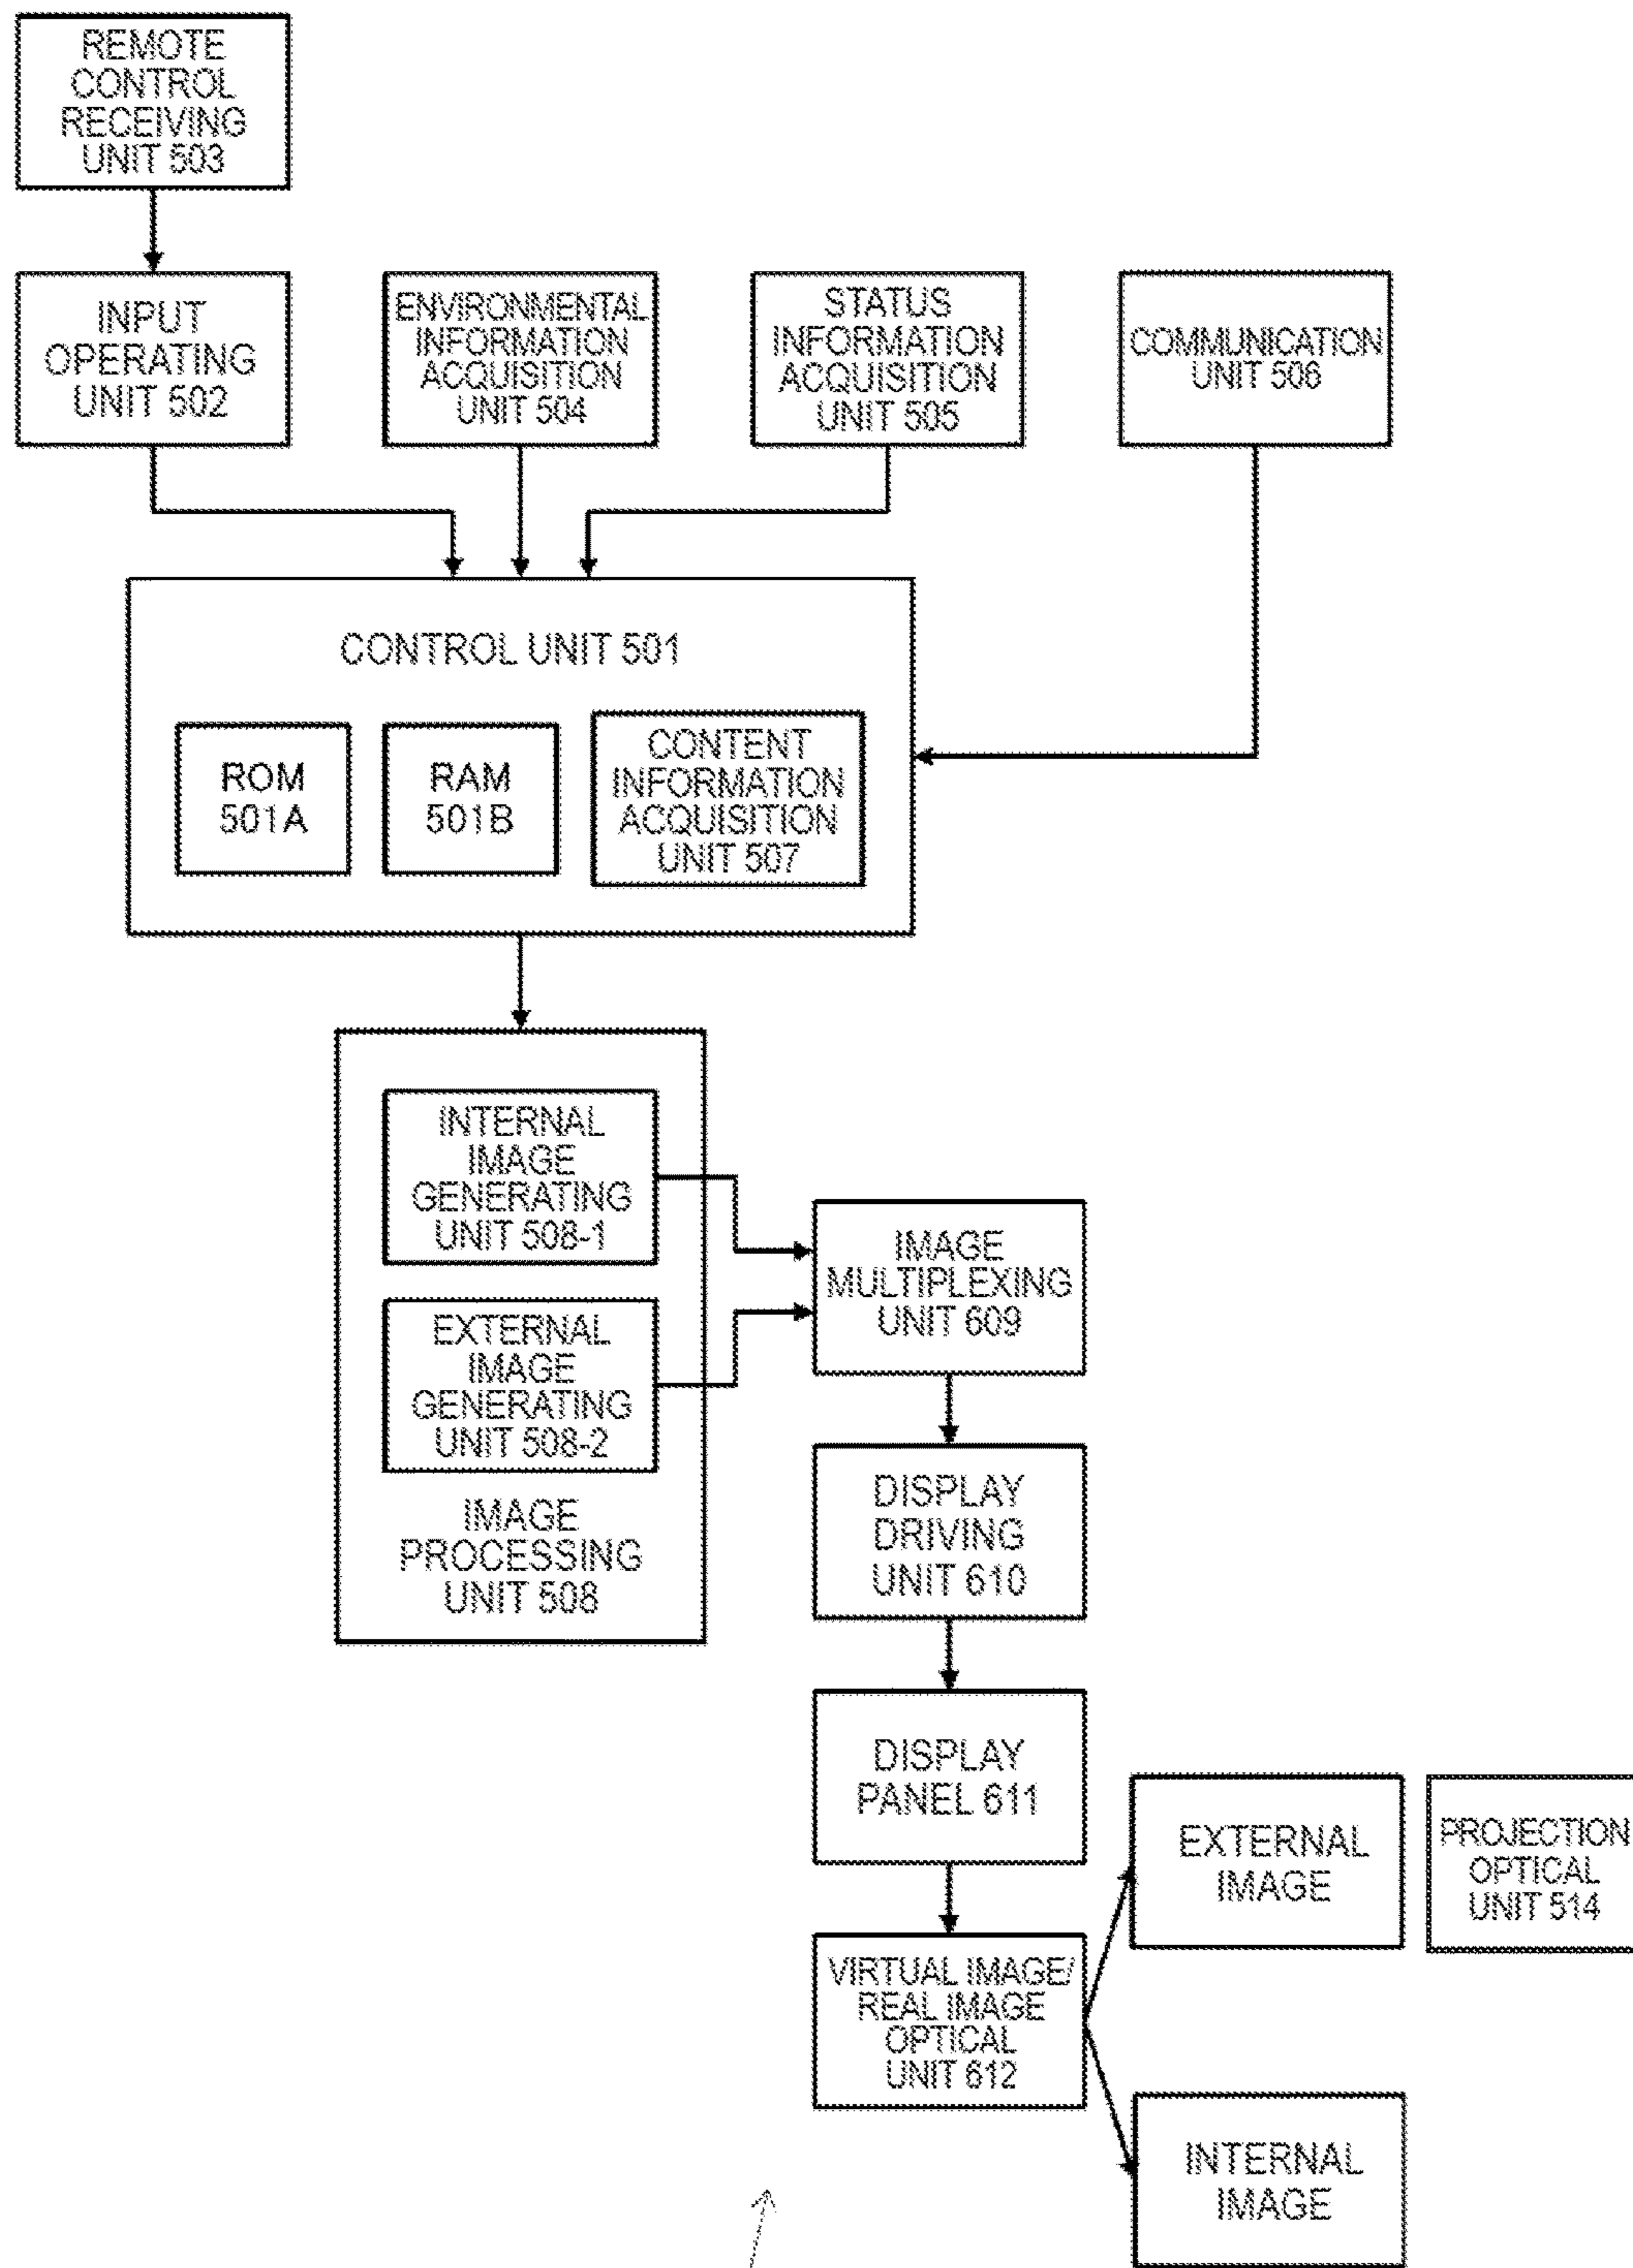 REMOTE
CONTROL
RECEIVING
UNIT 503
INPUT
OPERATING
UNIT 502
ENVIRONMENTAL
INFORMATION
ACQUISITION
UNIT 504
STATUS
INFORMATION
ACQUISITION
UNIT 505
COMMUNICATION
UNIT 506
CONTROL UNIT 501
ROM
501A
RAM
501B
CONTENT
INFORMATION
ACQUISITION
UNIT 507
INTERNAL
IMAGE
GENERATING
UNIT 508-1
EXTERNAL
IMAGE
GENERATING
UNIT 508-2
IMAGE
PROCESSING
UNIT 508
IMAGE
MULTIPLEXING
UNIT 609
DISPLAY
DRIVING
UNIT 610
DISPLAY
PANEL 611
VIRTUAL IMAGE/
REAL IMAGE
OPTICAL
UNIT 612
EXTERNAL
IMAGE
PROJECTION
OPTICAL
UNIT 514
INTERNAL
IMAGE